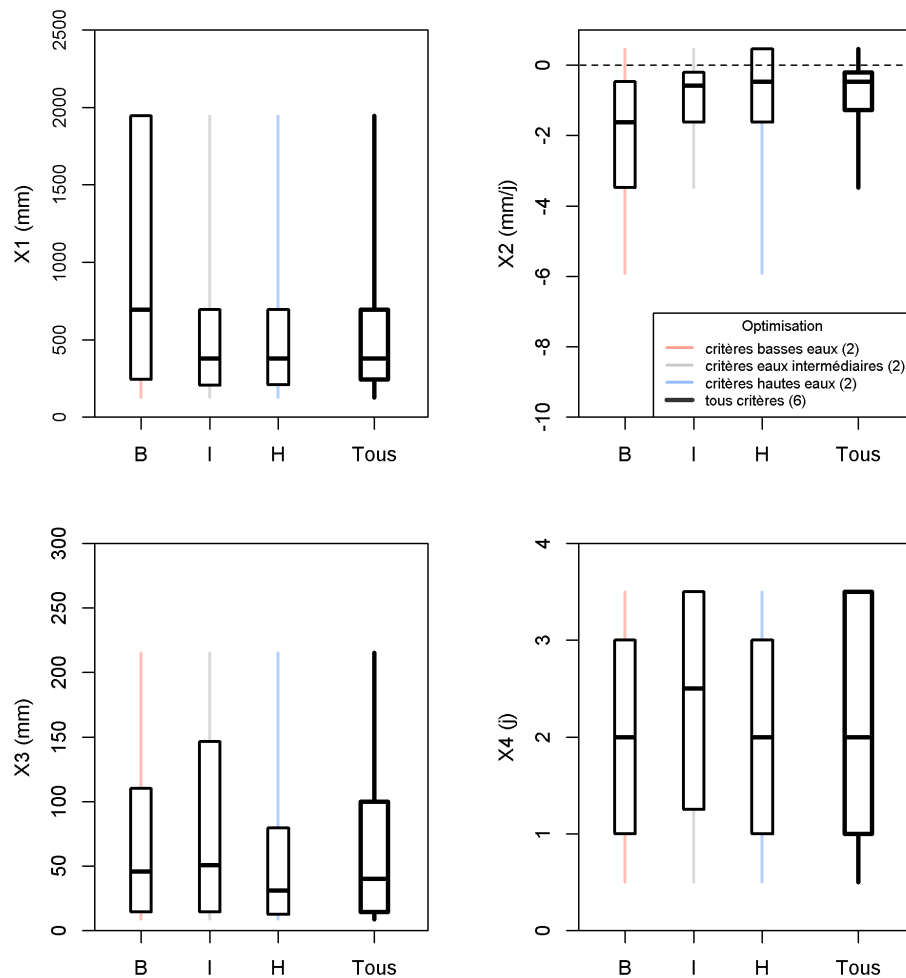 X1 (mm)
2500
2000
1500
1000
500
0
B I H Tous
X2 (mm/j)
0
-2
-4
-6
-8
-10
B I H Tous
Optimisation
critères basses eaux (2)
critères eaux intermédiaires (2)
critères hautes eaux (2)
tous critères (6)
X3 (mm)
300
250
200
150
100
50
0
B I H Tous
X4 (j)
4
3
2
1
0
B I H Tous